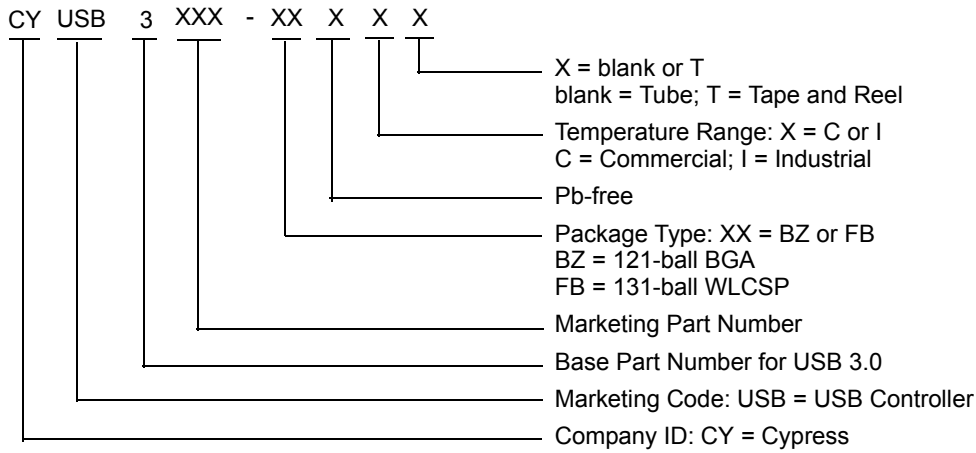 CY USB 3 XXX - XX X X X
X = blank or T
blank = Tube; T = Tape and Reel
Temperature Range: X = C or I
C = Commercial; I = Industrial
Pb-free
Package Type: XX = BZ or FB
BZ = 121-ball BGA
FB = 131-ball WLCSP
Marketing Part Number
Base Part Number for USB 3.0
Marketing Code: USB = USB Controller
Company ID: CY = Cypress